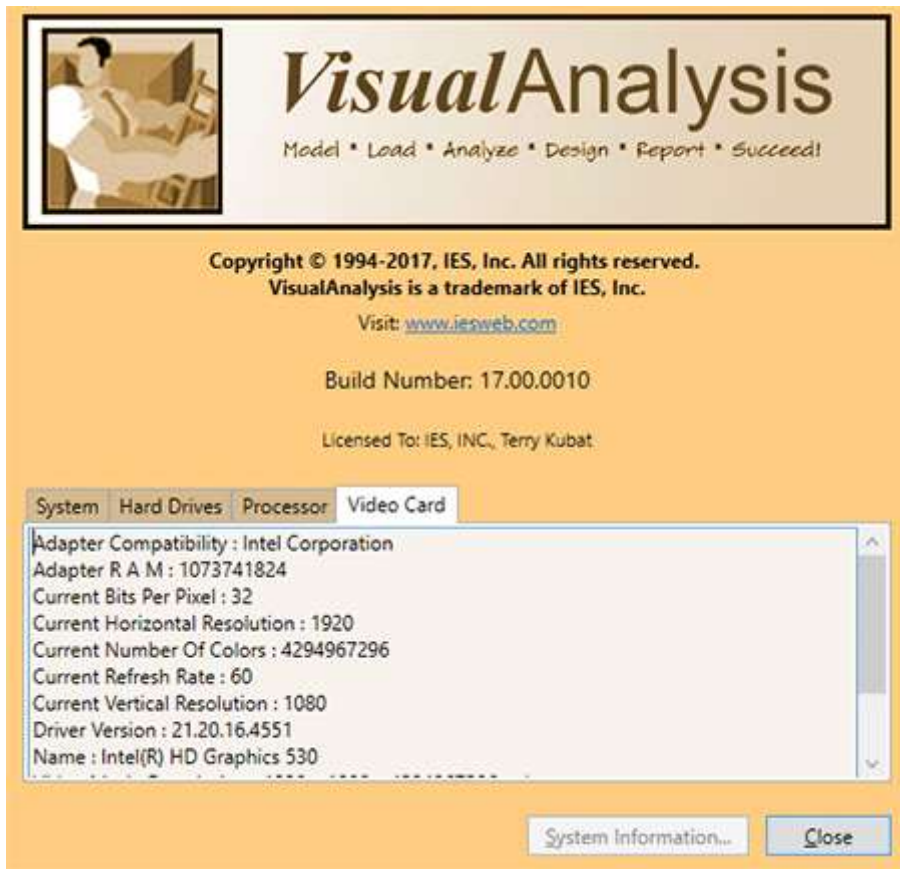 VisualAnalysis
Model • Load • Analyze • Design • Report • Succeed!
Copyright © 1994-2017, IES, Inc. All rights reserved.
VisualAnalysis is a trademark of IES, Inc.
Visit: www.iesweb.com
Build Number: 17.00.0010
Licensed To: IES, INC., Terry Kubat
System Hard Drives Processor Video Card
Adapter Compatibility : Intel Corporation
Adapter R A M : 1073741824
Current Bits Per Pixel : 32
Current Horizontal Resolution : 1920
Current Number Of Colors : 4294967296
Current Refresh Rate : 60
Current Vertical Resolution : 1080
Driver Version : 21.20.16.4551
Name : Intel(R) HD Graphics 530
System Information... Close